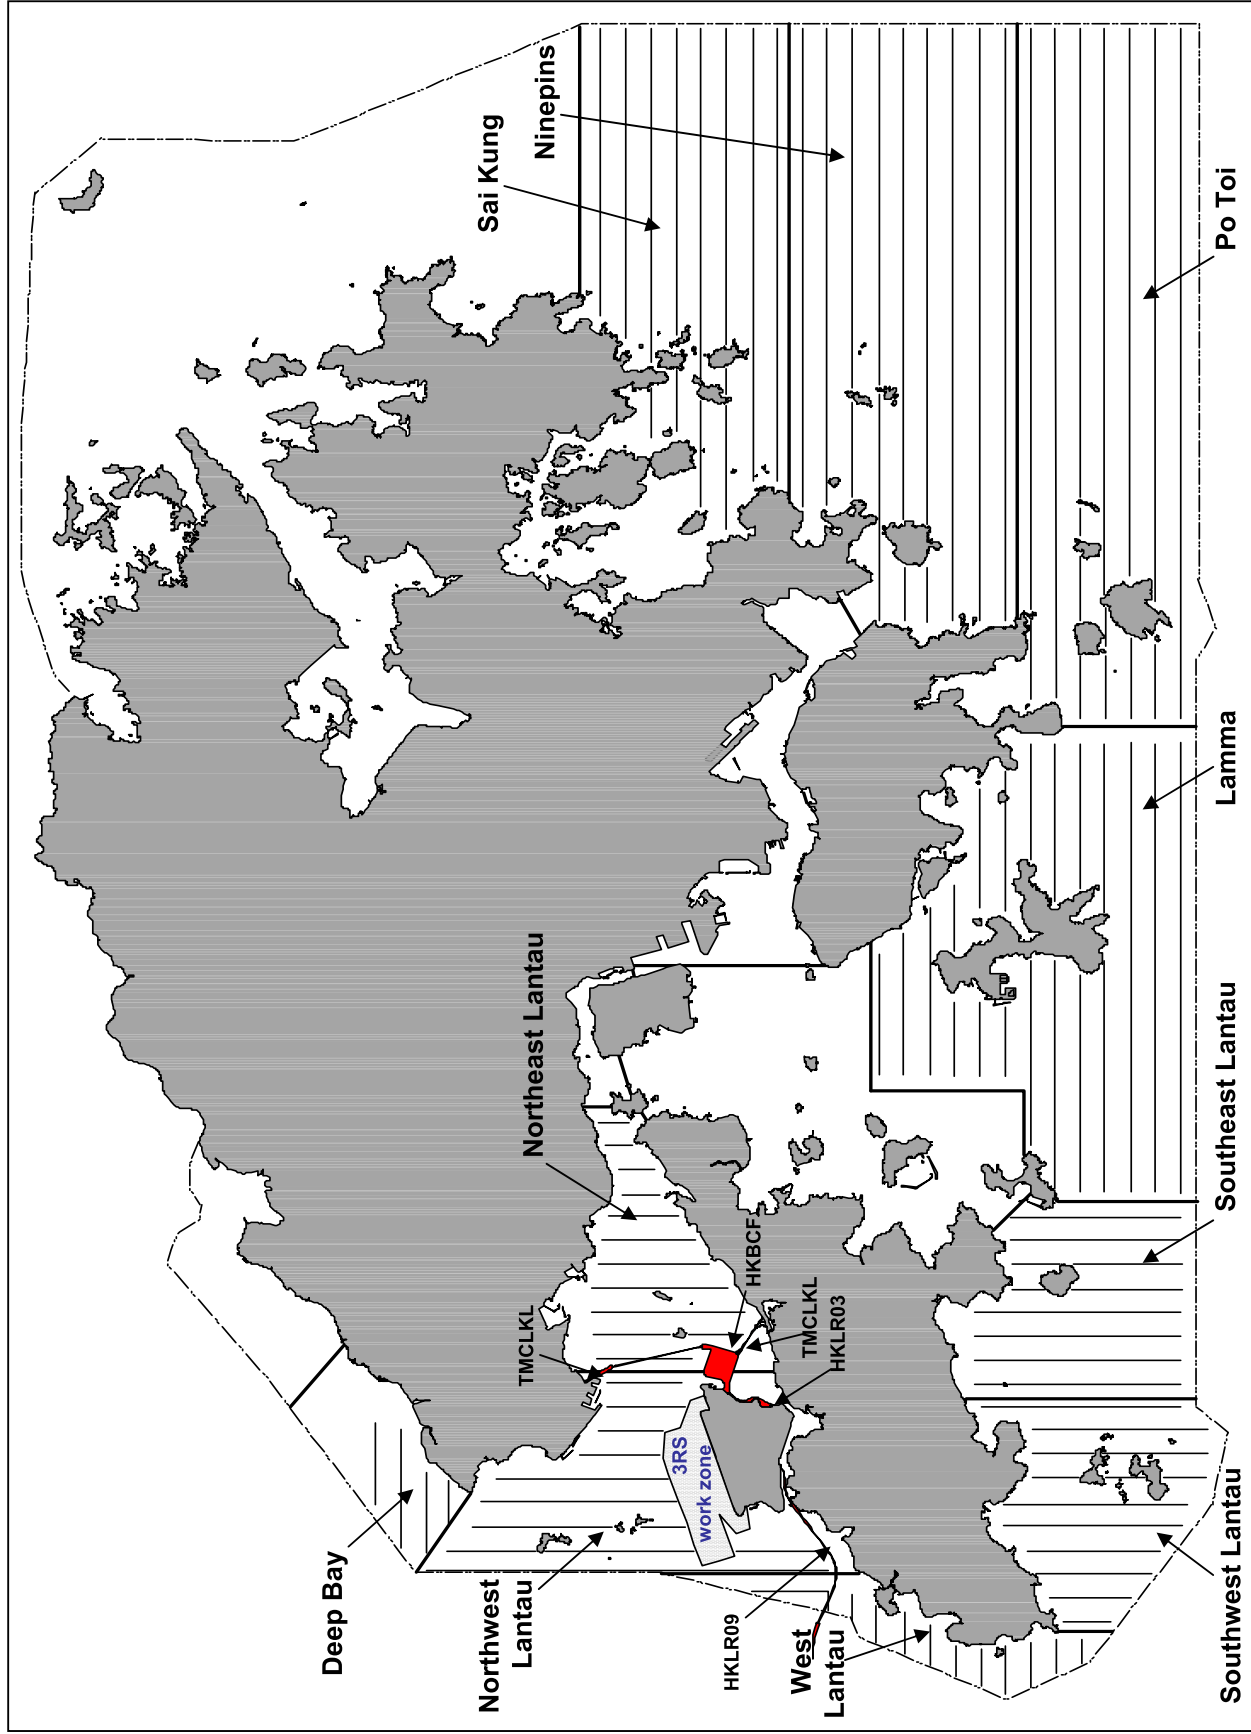 Deep Bay
Northwest
Lantau
HKLR09
West
Lantau
Southwest Lantau
3RS
work zone
TMCLKL
HKBCF
TMCLKL
HKLR03
Northeast Lantau
Southeast Lantau
Lamma
Po Toi
Sai Kung
Ninepins